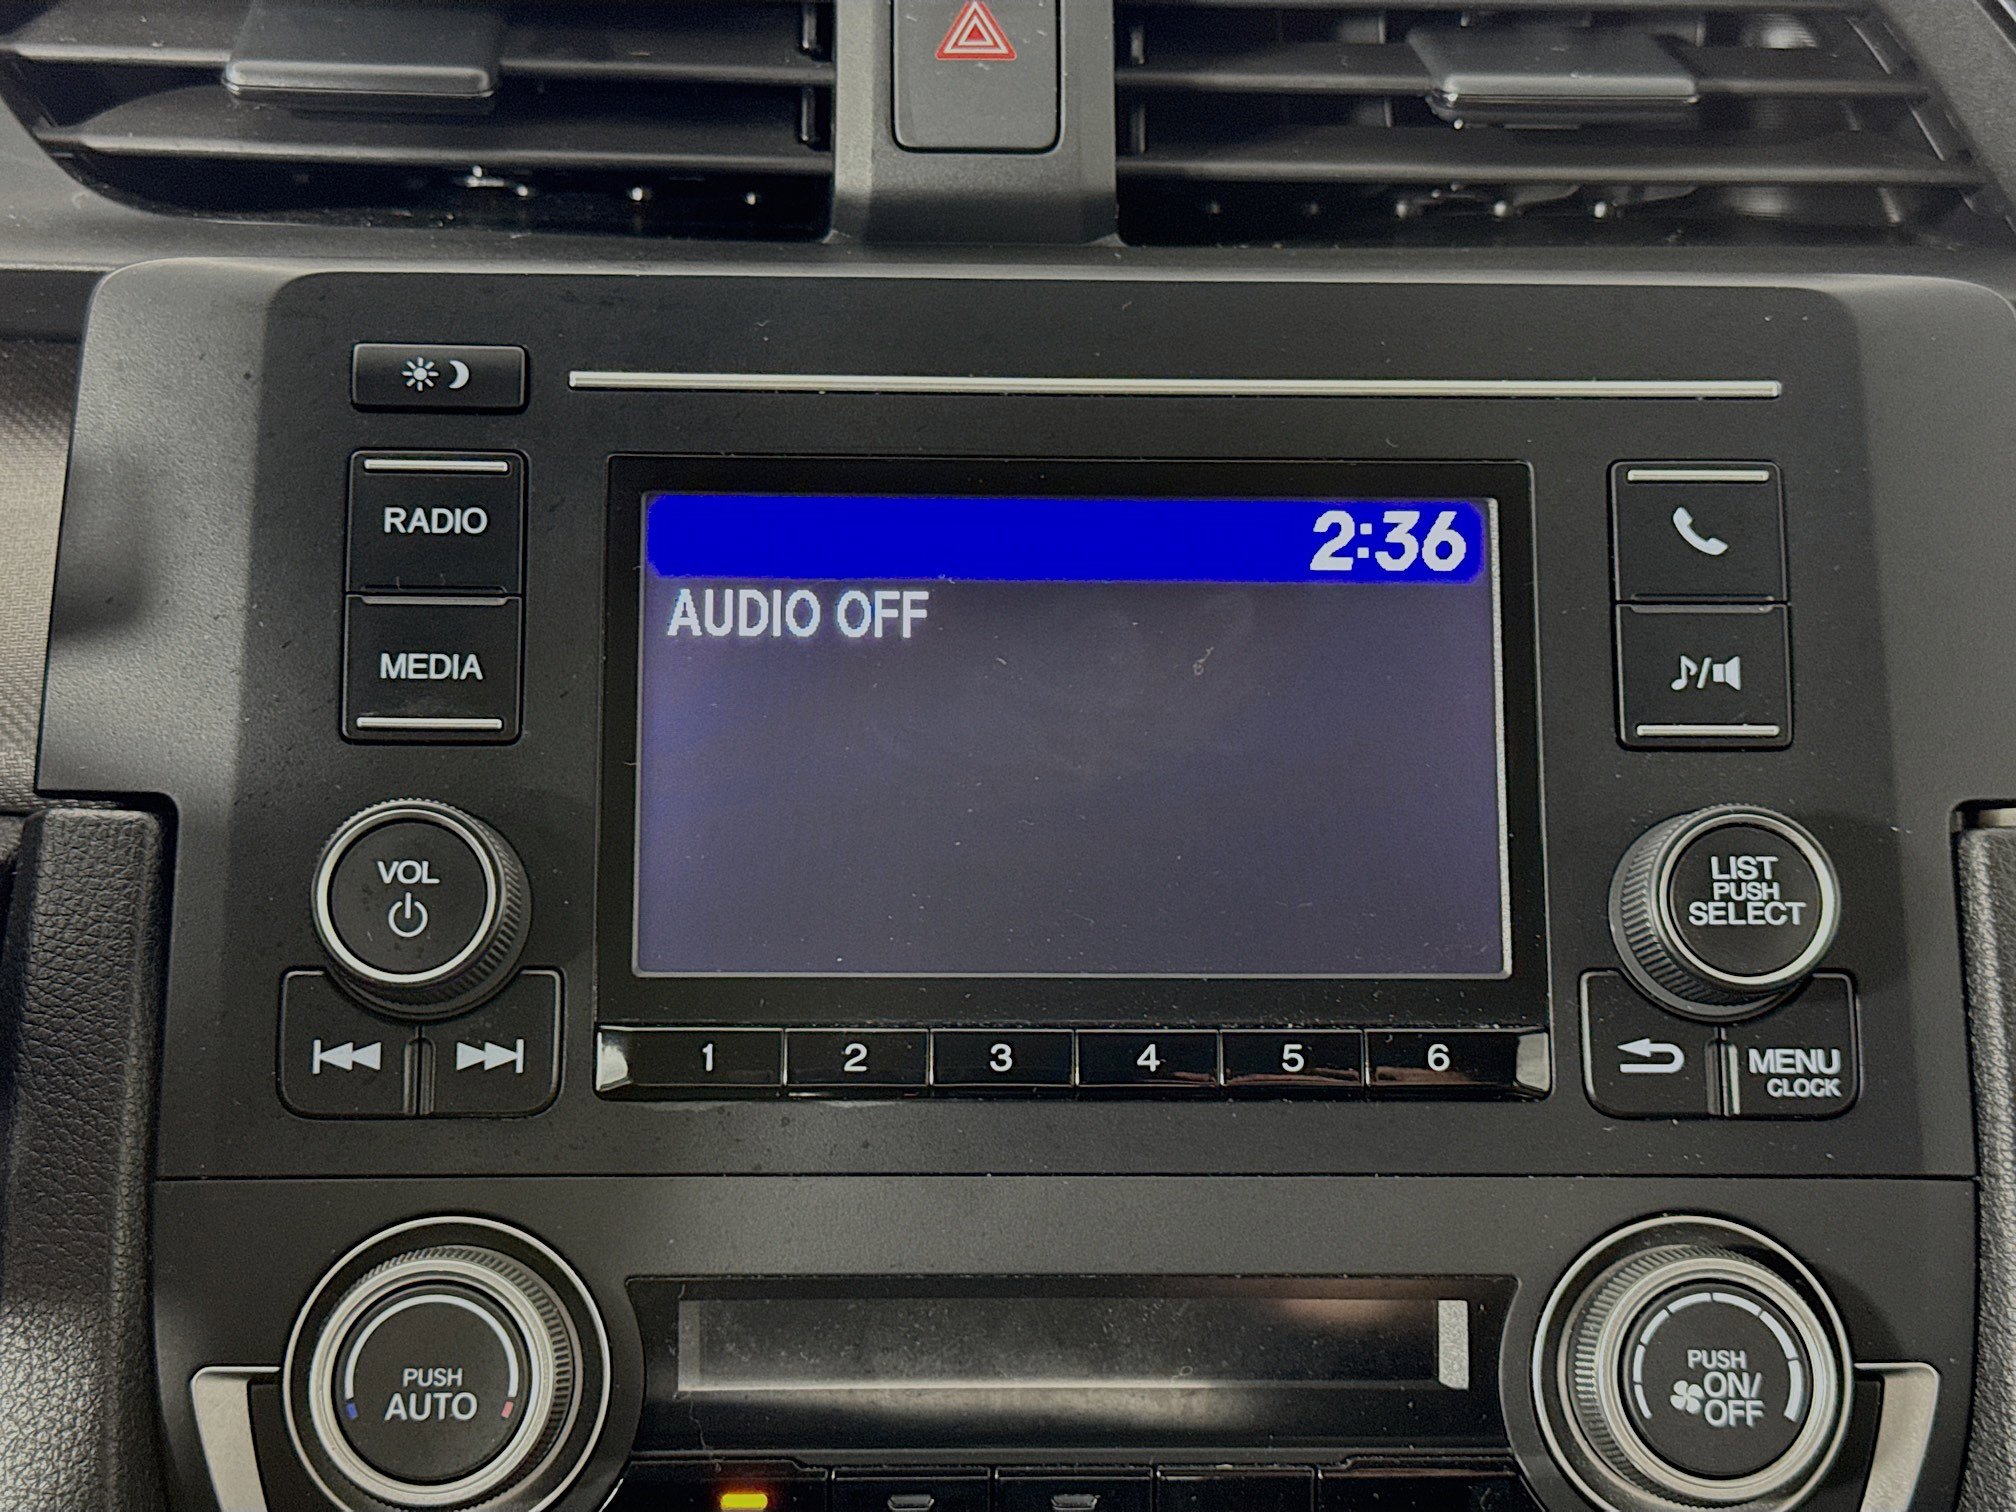 RADIO
MEDIA
2:36
AUDIO OFF
VOL
LIST
PUSH
SELECT
1 2 3 4 5 6
MENU
CLOCK
PUSH
AUTO
PUSH
ON/
OFF